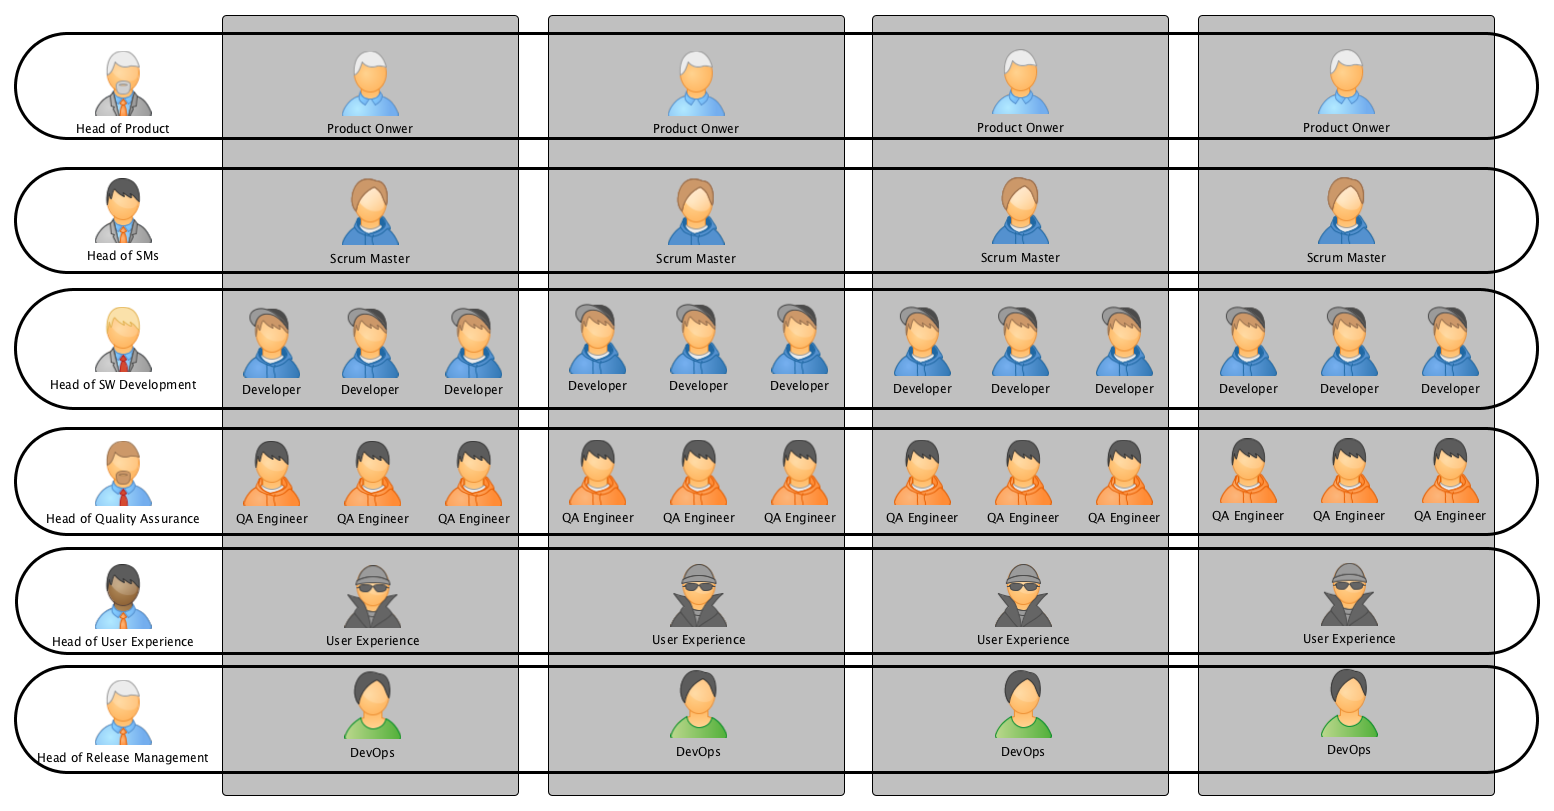 Head of Product
Product Onwer
Product Onwer
Product Onwer
Product Onwer
Head of SMs
Scrum Master
Scrum Master
Scrum Master
Scrum Master
Head of SW Development
Developer
Developer
Developer
Developer
Developer
Developer
Developer
Developer
Developer
Developer
Developer
Developer
Head of Quality Assurance
QA Engineer
QA Engineer
QA Engineer
QA Engineer
QA Engineer
QA Engineer
QA Engineer
QA Engineer
QA Engineer
QA Engineer
QA Engineer
QA Engineer
Head of User Experience
User Experience
User Experience
User Experience
User Experience
Head of Release Management
DevOps
DevOps
DevOps
DevOps